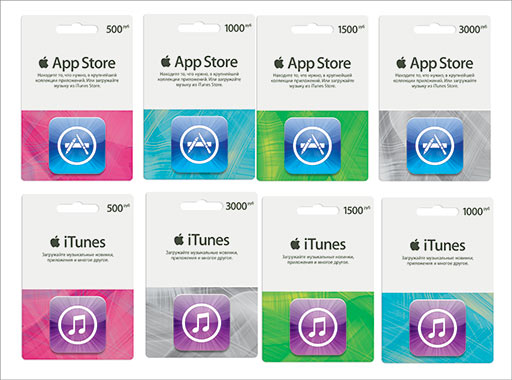 500 руб
App Store
Находите то, что нужно, в крупнейшей
коллекции приложений. Или загружайте
музыку из iTunes Store.
1000 руб
App Store
Находите то, что нужно, в крупнейшей
коллекции приложений. Или загружайте
музыку из iTunes Store.
1500 руб
App Store
Находите то, что нужно, в крупнейшей
коллекции приложений. Или загружайте
музыку из iTunes Store.
3000 руб
App Store
Находите то, что нужно, в крупнейшей
коллекции приложений. Или загружайте
музыку из iTunes Store.
500 руб
iTunes
Загружайте музыкальные новинки,
приложения и многое другое.
3000 руб
iTunes
Загружайте музыкальные новинки,
приложения и многое другое.
1500 руб
iTunes
Загружайте музыкальные новинки,
приложения и многое другое.
1000 руб
iTunes
Загружайте музыкальные новинки,
приложения и многое другое.